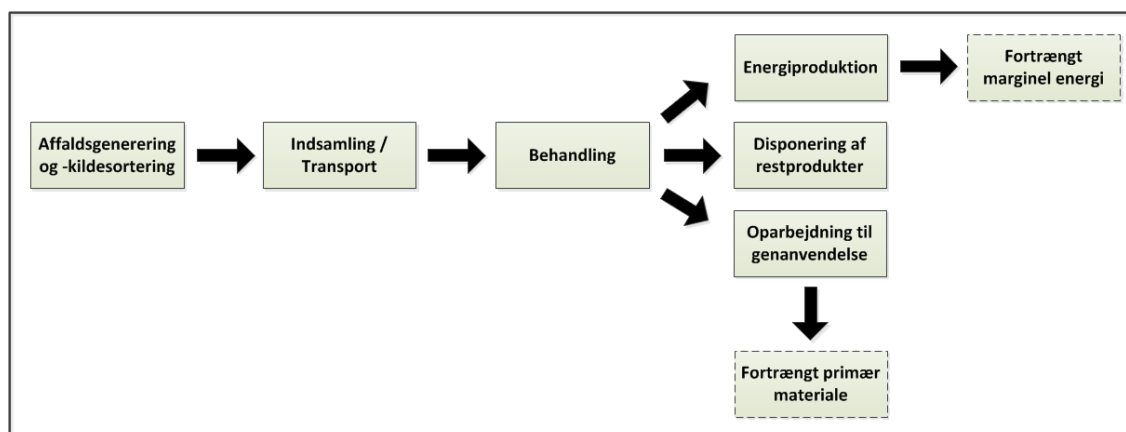 Affaldsgenerering
og -kildesortering
Indsamling /
Transport
Behandling
Energiproduktion
Fortrængt
marginel energi
Disponering af
restprodukter
Oparbejdning til
genanvendelse
Fortrængt primær
materiale